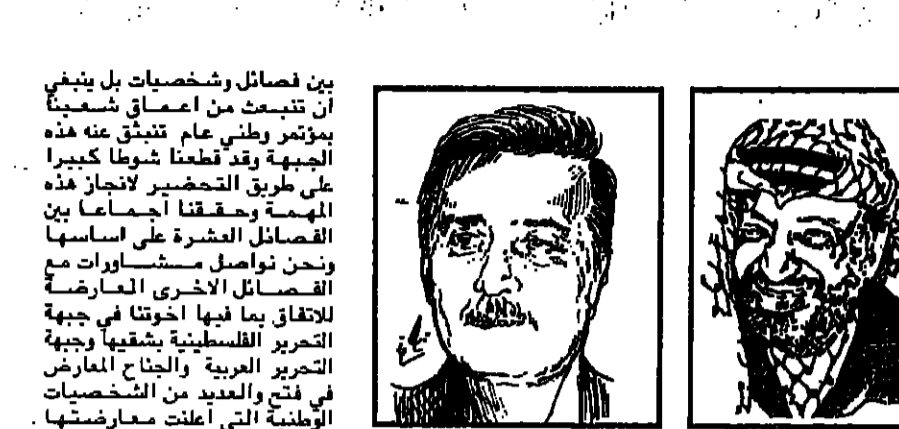 بين فصائل وشخصيات بل ينبغي
أن تنبعث من اعماق شعبنا
بمؤتمر وطني عام تنبثق عنه هذه
الجبهة وقد قطعنا شوطا كبيرا
على طريق التحضير لانجاز هذه
المهمة وحققنا اجماعا بين
الفصائل العشرة على اساسها
ونحن نواصل مشاورات مع
الفصائل الاخرى المعارضة
للاتفاق بما فيها اخوتنا في جبهة
التحرير الفلسطينية بشقيها وجبهة
التحرير العربية والجناح المعارض
في فتح والعديد من الشخصيات
الوطنية التي أعلنت معارضتها .